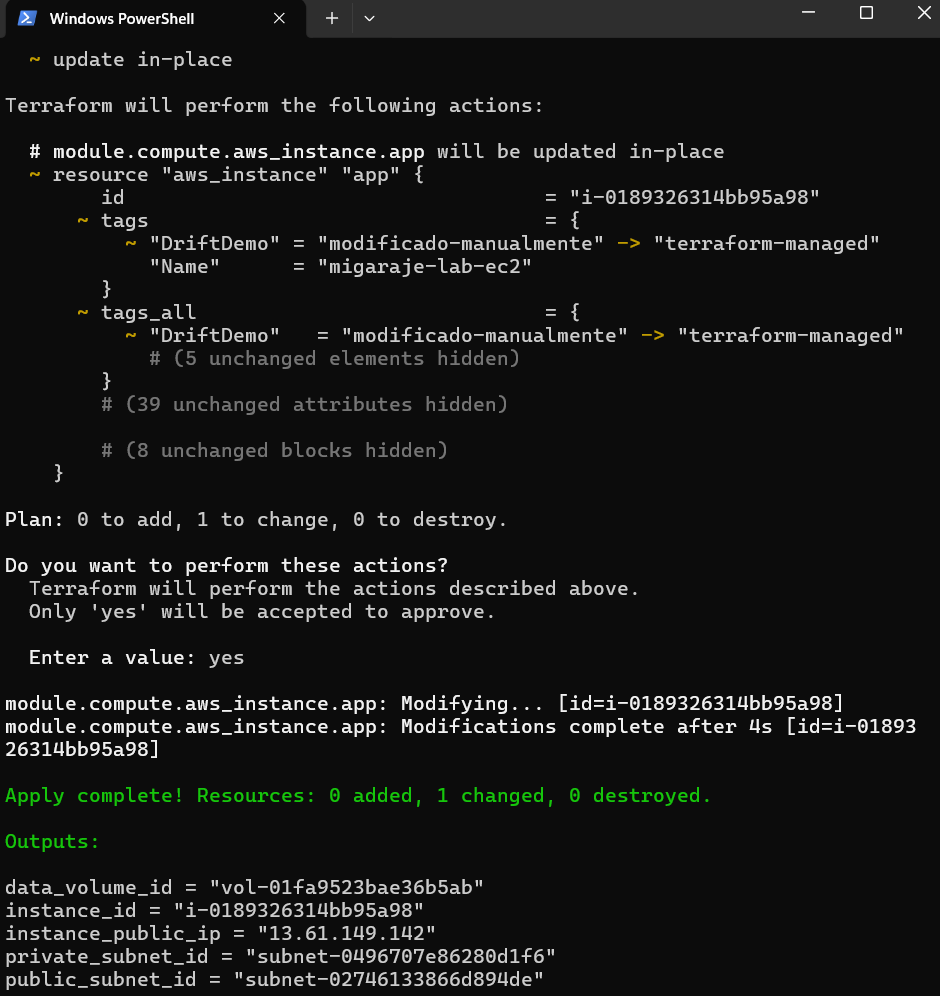 Windows PowerShell
~ update in-place
Terraform will perform the following actions:
# module.compute.aws_instance.app will be updated in-place
~ resource "aws_instance" "app" {
id = "i-0189326314bb95a98"
~ tags = {
~ "DriftDemo" = "modificado-manualmente" -> "terraform-managed"
"Name" = "migaraje-lab-ec2"
}
~ tags_all = {
~ "DriftDemo" = "modificado-manualmente" -> "terraform-managed"
# (5 unchanged elements hidden)
}
# (39 unchanged attributes hidden)
# (8 unchanged blocks hidden)
}
Plan: 0 to add, 1 to change, 0 to destroy.
Do you want to perform these actions?
Terraform will perform the actions described above.
Only 'yes' will be accepted to approve.
Enter a value: yes
module.compute.aws_instance.app: Modifying... [id=i-0189326314bb95a98]
module.compute.aws_instance.app: Modifications complete after 4s [id=i-01893
26314bb95a98]
Apply complete! Resources: 0 added, 1 changed, 0 destroyed.
Outputs:
data_volume_id = "vol-01fa9523bae36b5ab"
instance_id = "i-0189326314bb95a98"
instance_public_ip = "13.61.149.142"
private_subnet_id = "subnet-0496707e86280d1f6"
public_subnet_id = "subnet-02746133866d894de"